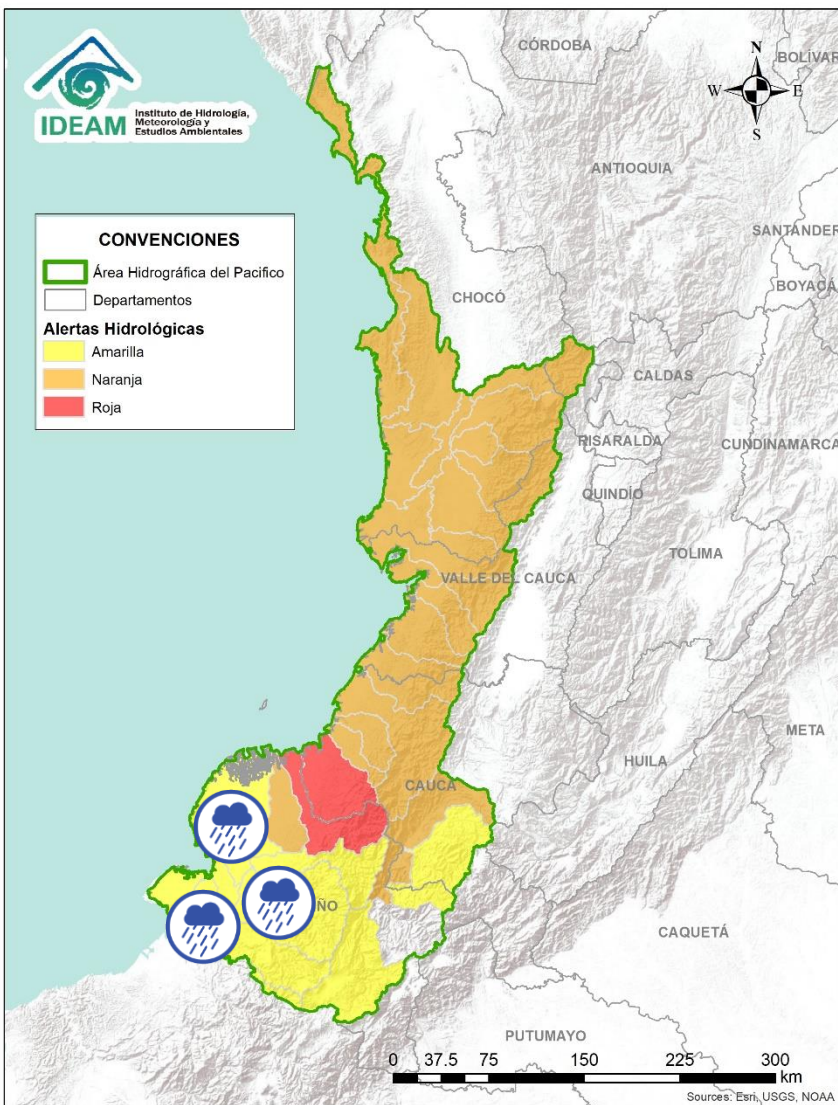 CÓRDOBA
BOLÍVAR
N
W
E
S
IDEAM
Instituto de Hidrología,
Meteorología y
Estudios Ambientales
ANTIOQUIA
SANTANDER
BOYACÁ
CONVENCIONES
Área Hidrográfica del Pacifico
Departamentos
Alertas Hidrológicas
Amarilla
Naranja
Roja
CHOCÓ
CALDAS
RISARALDA
CUNDINAMARCA
QUINDÍO
TOLIMA
VALLE DEL CAUCA
META
HUILA
CAUCA
ÑO
CAQUETÁ
PUTUMAYO
0 37.5 75 150 225 300
km
Sources: Esri, USGS, NOAA